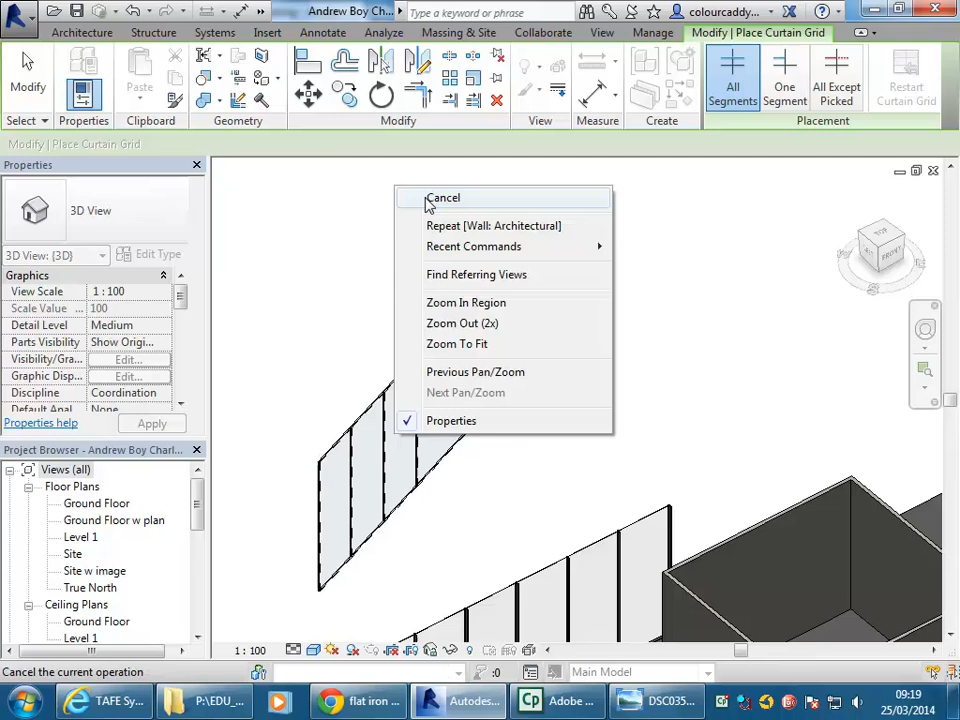 Andrew Boy Ch...
Type a keyword or phrase
colourcaddy...
Architecture
Structure
Systems
Insert
Annotate
Analyze
Massing & Site
Collaborate
View
Manage
Modify | Place Curtain Grid
Modify
Paste
All Segments
One Segment
All Except Picked
Restart Curtain Grid
Select
Properties
Clipboard
Geometry
Modify
View
Measure
Create
Placement
Modify | Place Curtain Grid
Properties
3D View
3D View: {3D}
Edit Type
Graphics
View Scale 1 : 100
Scale Value ... 100
Detail Level Medium
Parts Visibility Show Origi...
Visibility/Gra... Edit...
Graphic Disp... Edit...
Discipline Coordination
Default Anal... None
Properties help
Apply
Project Browser - Andrew Boy Charl...
Views (all)
Floor Plans
Ground Floor
Ground Floor w plan
Level 1
Site
Site w image
True North
Ceiling Plans
Ground Floor
Level 1
Cancel
Repeat [Wall: Architectural]
Recent Commands
Find Referring Views
Zoom In Region
Zoom Out (2x)
Zoom To Fit
Previous Pan/Zoom
Next Pan/Zoom
Properties
TOP
FRONT
1 : 100
Cancel the current operation
:0
Main Model
TAFE Sy...
P:\EDU_...
flat iron ...
Autodes...
Adobe ...
DSC035...
09:19
25/03/2014